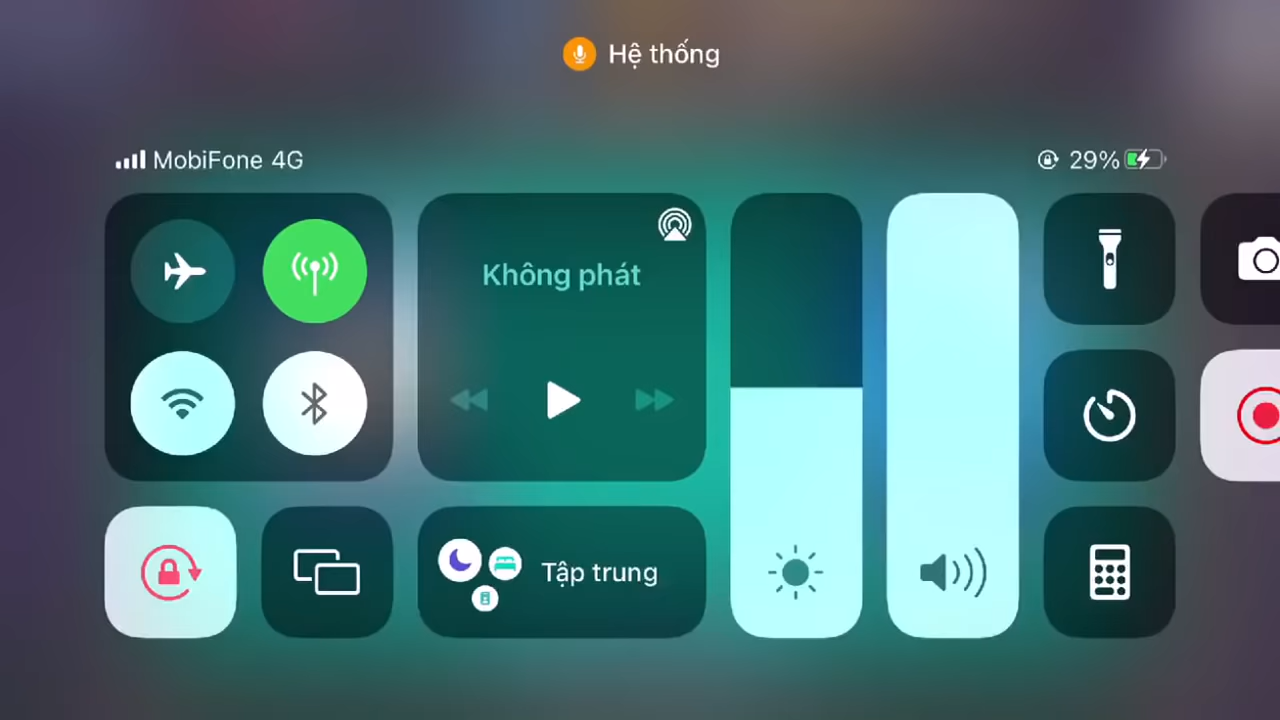 Hệ thống
MobiFone 4G
29%
Không phát
Tập trung